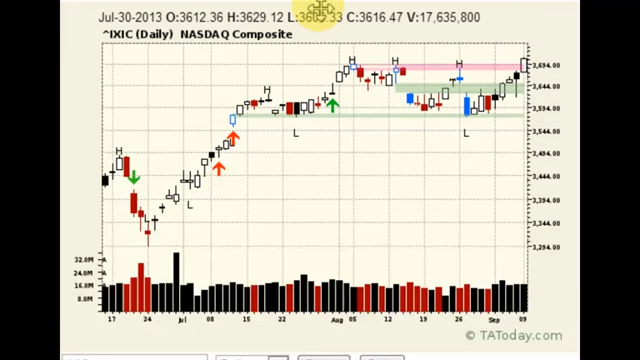 Jul-30-2013 O:3612.36 H:3629.12 C:3616.47 V:17,635,800
^IXIC (Daily) NASDAQ Composite
H H H 3,694.00
H 3,644.00
3,594.00
L L 3,544.00
H 3,494.00
3,444.00
L 3,394.00
3,344.00
3,294.00
32.0M
24.0M
16.0M
8.0M
17 24 Jul 08 15 22 Aug 05 12 19 26 Sep 09
© TAToday.com